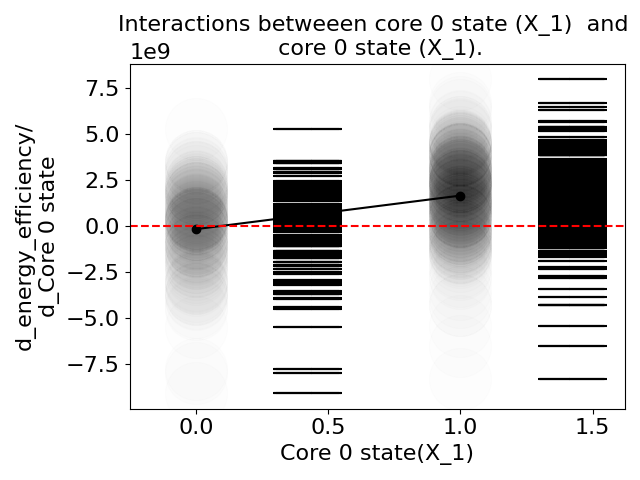 Interactions betweeen core 0 state (X_1)  and
core 0 state (X_1).
1e9
7.5
5.0
2.5
0.0
−2.5
−5.0
−7.5
d_energy_efficiency/
d_Core 0 state
0.0 0.5 1.0 1.5
Core 0 state(X_1)